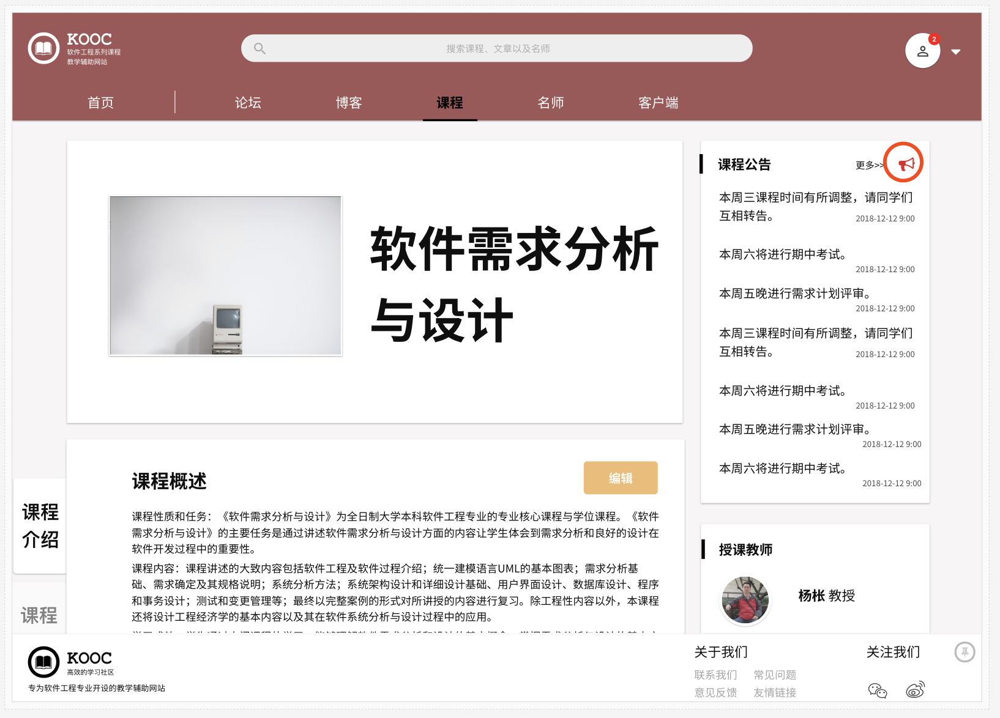 KOOC
软件工程系列课程
教学辅助网站
搜索课程、文章以及名师
2
首页
论坛
博客
课程
名师
客户端
软件需求分析
与设计
课程公告
更多>>
本周三课程时间有所调整，请同学们
互相转告。
2018-12-12 9:00
本周六将进行期中考试。
2018-12-12 9:00
本周五晚进行需求计划评审。
2018-12-12 9:00
本周三课程时间有所调整，请同学们
互相转告。
2018-12-12 9:00
本周六将进行期中考试。
2018-12-12 9:00
本周五晚进行需求计划评审。
2018-12-12 9:00
本周六将进行期中考试。
2018-12-12 9:00
课程
介绍
课程
课程概述
编辑
课程性质和任务：《软件需求分析与设计》为全日制大学本科软件工程专业的专业核心课程与学位课程。《软件
需求分析与设计》的主要任务是通过讲述软件需求分析与设计方面的内容让学生体会到需求分析和良好的设计在
软件开发过程中的重要性。
课程内容：课程讲述的大致内容包括软件工程及软件过程介绍；统一建模语言UML的基本图表；需求分析基
础、需求确定及其规格说明；系统分析方法；系统架构设计和详细设计基础、用户界面设计、数据库设计、程序
和事务设计；测试和变更管理等；最终以完整案例的形式对所讲授的内容进行复习。除工程性内容以外，本课程
还将设计工程经济学的基本内容以及其在软件系统分析与设计过程中的应用。
授课教师
杨枨 教授
KOOC
高效的学习社区
专为软件工程专业开设的教学辅助网站
关于我们
联系我们
常见问题
意见反馈
友情链接
关注我们